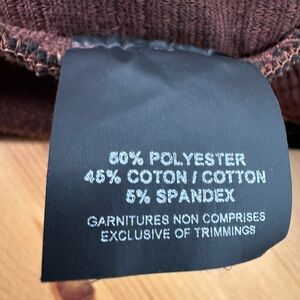 50% POLYESTER
45% COTON / COTTON
5% SPANDEX
GARNITURES NON COMPRISES
EXCLUSIVE OF TRIMMINGS